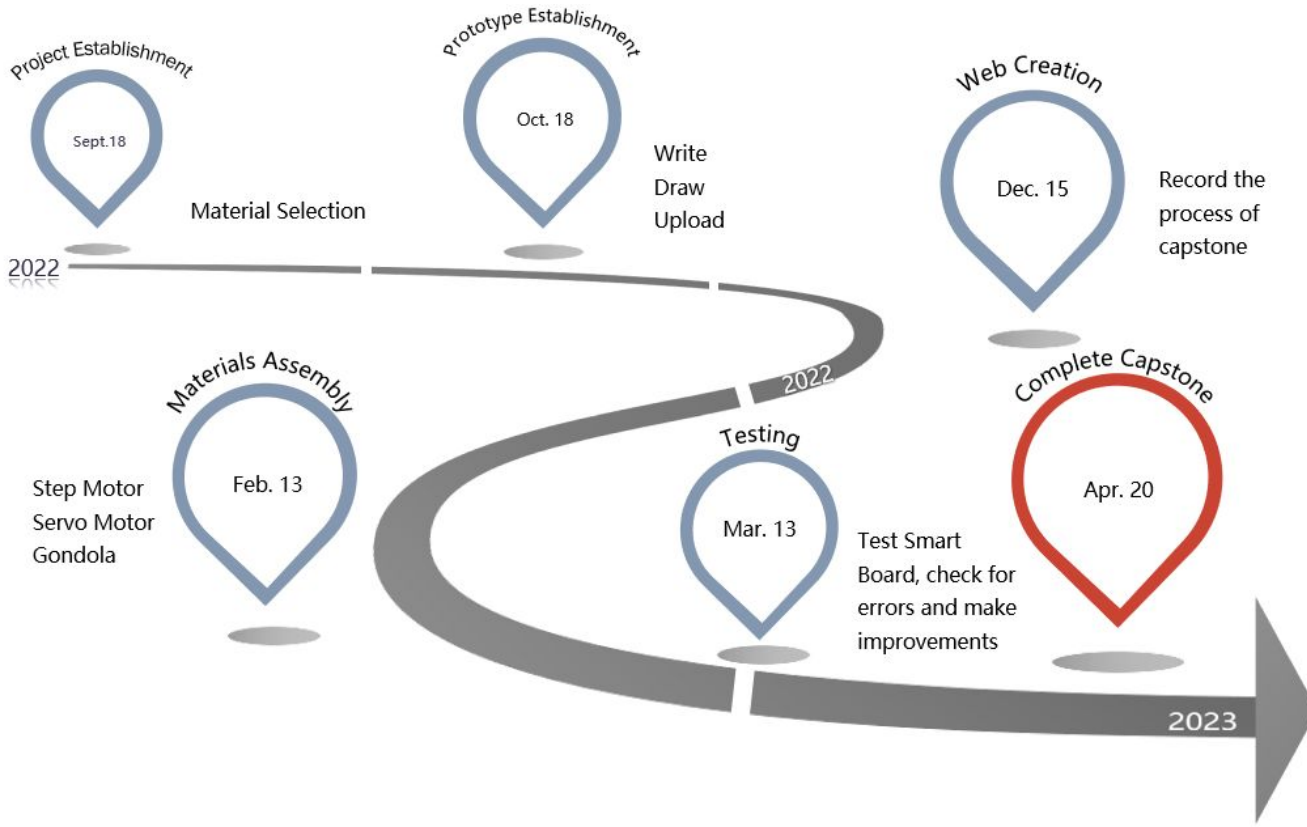 Project Establishment
Sept.18
Material Selection
Prototype Establishment
Oct. 18
Write
Draw
Upload
Web Creation
Dec. 15
Record the
process of
capstone
2022
2022
Materials Assembly
Feb. 13
Step Motor
Servo Motor
Gondola
Testing
Mar. 13
Test Smart
Board, check for
errors and make
improvements
Complete Capstone
Apr. 20
2023